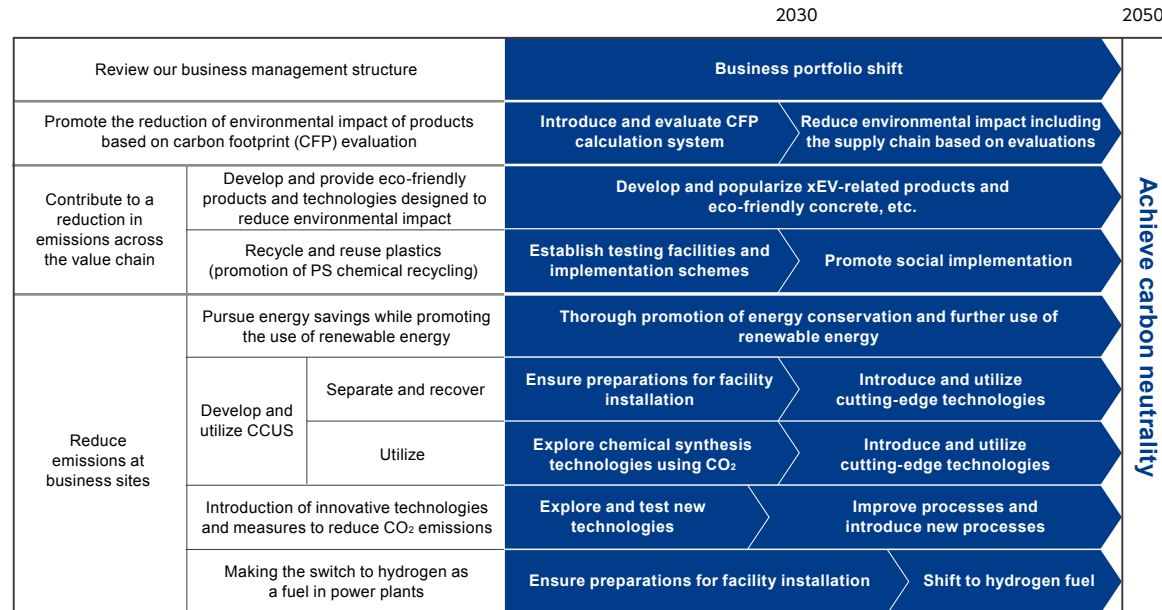 2030
2050
Review our business management structure
Business portfolio shift
Promote the reduction of environmental impact of products
based on carbon footprint (CFP) evaluation
Introduce and evaluate CFP
calculation system
Reduce environmental impact including
the supply chain based on evaluations
Contribute to a
reduction in
emissions across
the value chain
Develop and provide eco-friendly
products and technologies designed to
reduce environmental impact
Develop and popularize xEV-related products and
eco-friendly concrete, etc.
Recycle and reuse plastics
(promotion of PS chemical recycling)
Establish testing facilities and
implementation schemes
Promote social implementation
Reduce
emissions at
business sites
Pursue energy savings while promoting
the use of renewable energy
Thorough promotion of energy conservation and further use of
renewable energy
Develop and
utilize CCUS
Separate and recover
Ensure preparations for facility
installation
Introduce and utilize
cutting-edge technologies
Utilize
Explore chemical synthesis
technologies using CO₂
Introduce and utilize
cutting-edge technologies
Introduction of innovative technologies
and measures to reduce CO₂ emissions
Explore and test new
technologies
Improve processes and
introduce new processes
Making the switch to hydrogen as
a fuel in power plants
Ensure preparations for facility installation
Shift to hydrogen fuel
Achieve carbon neutrality